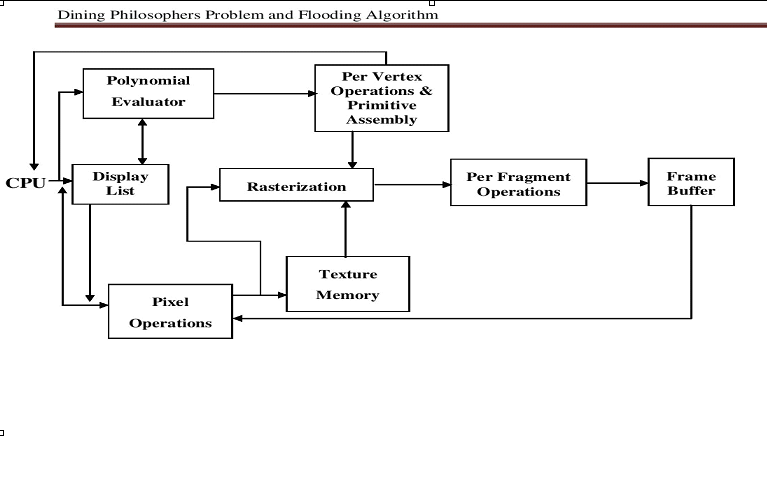 Dining Philosophers Problem and Flooding Algorithm
Polynomial
Evaluator
Per Vertex
Operations &
Primitive
Assembly
CPU
Display
List
Rasterization
Per Fragment
Operations
Frame
Buffer
Texture
Memory
Pixel
Operations